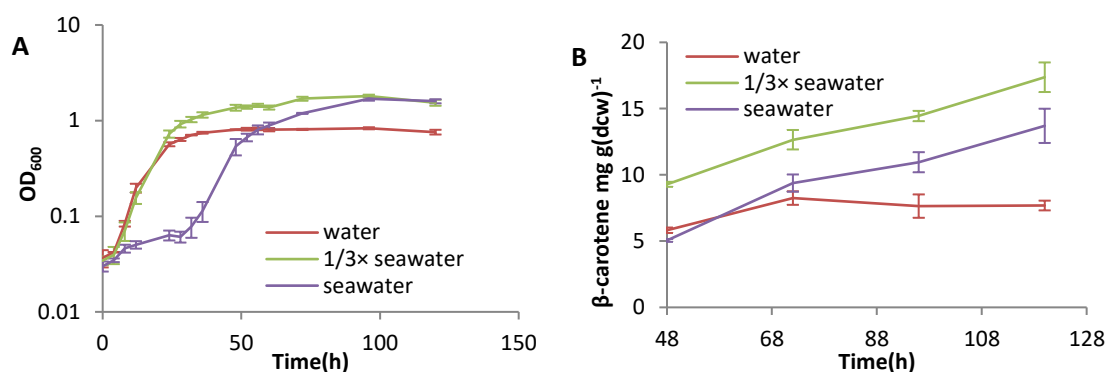 A
OD600
10
1
0.1
0.01
0
50
100
150
Time(h)
water
1/3× seawater
seawater
B
β-carotene mg g(dcw)-1
20
15
10
5
0
48
68
88
108
128
Time(h)
water
1/3× seawater
seawater